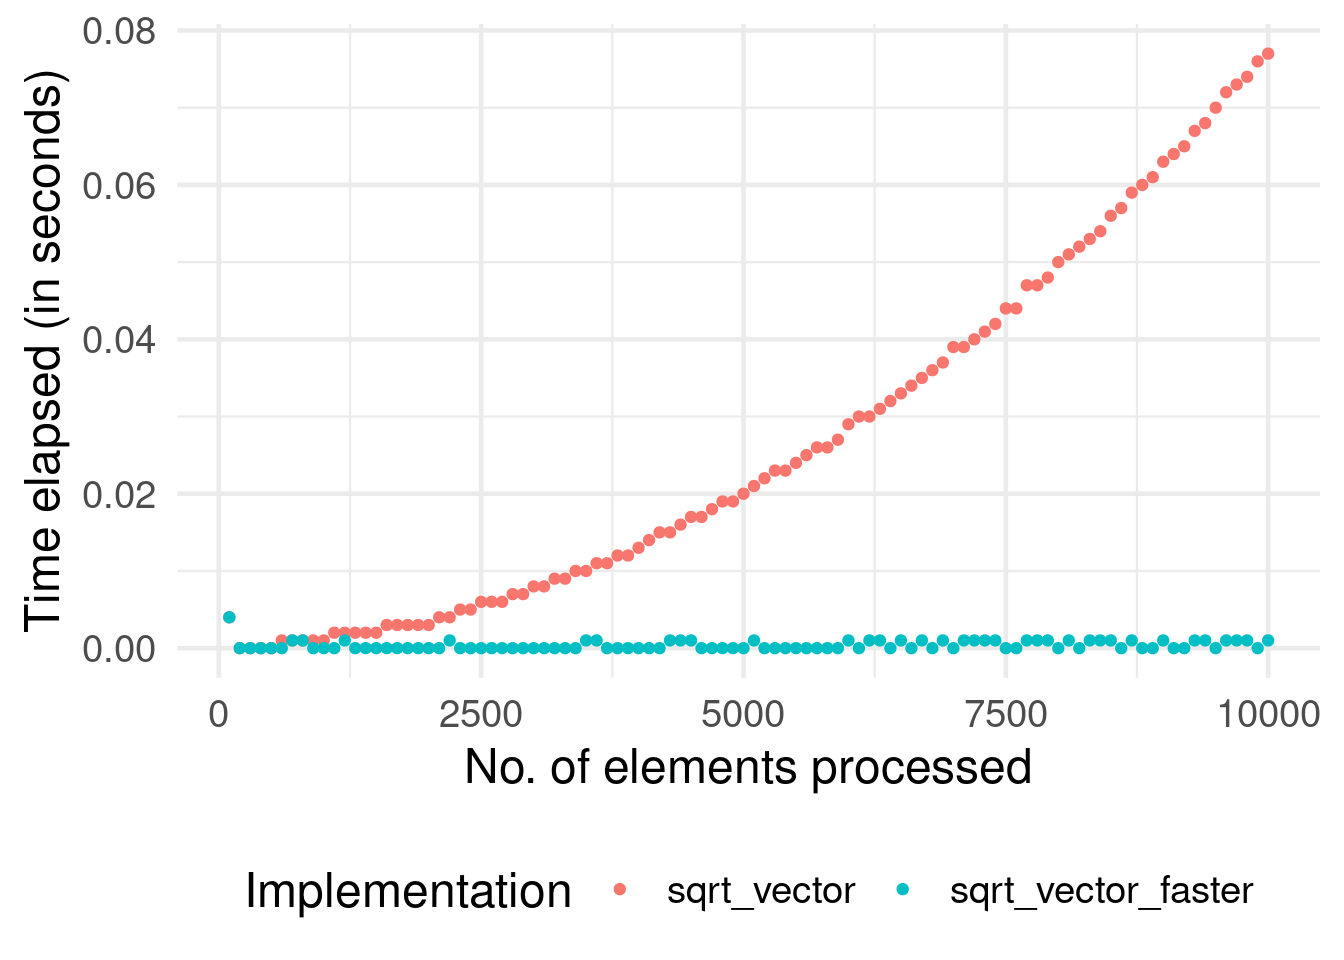 0.08
0.06
0.04
0.02
0.00
Time elapsed (in seconds)
0 2500 5000 7500 10000
No. of elements processed
Implementation sqrt_vector sqrt_vector_faster